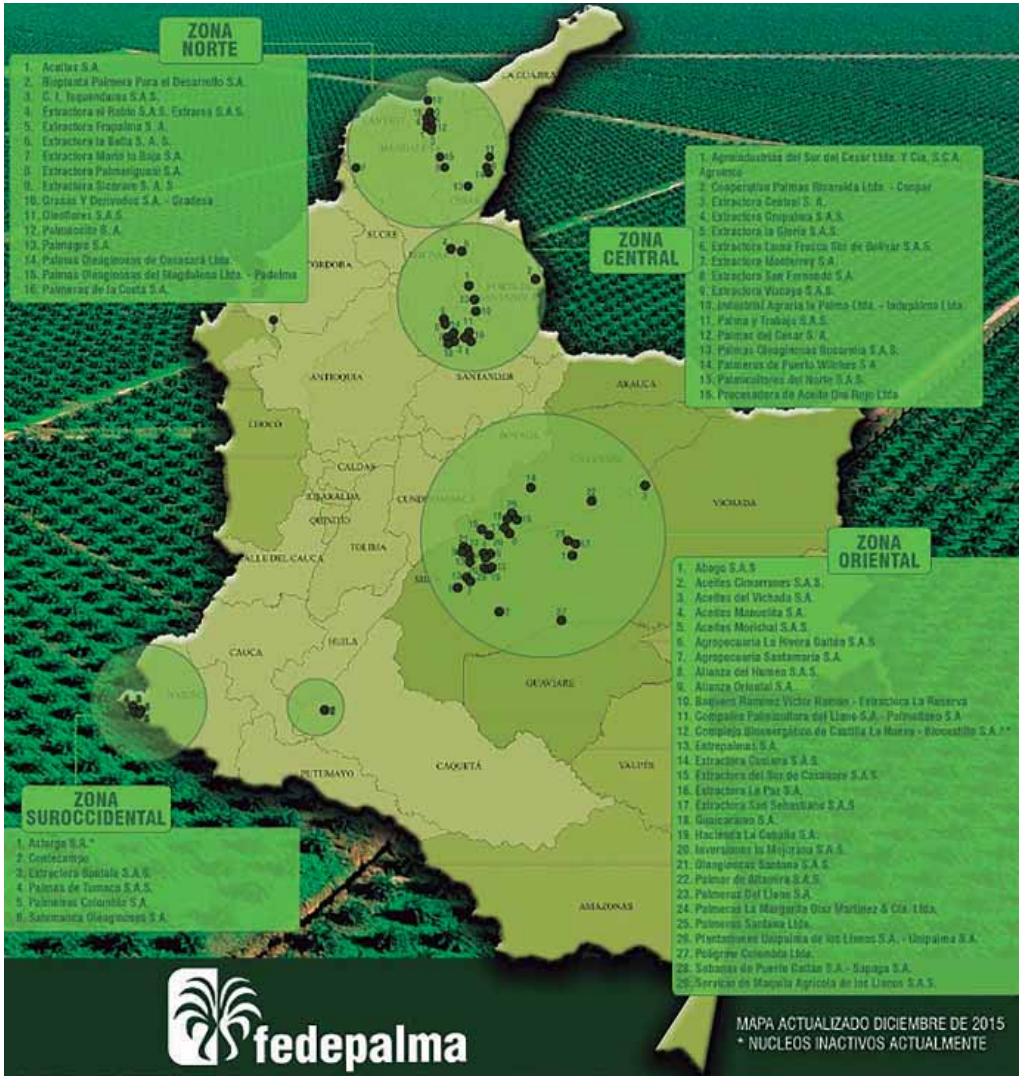 ZONA
NORTE
1. Aceites S.A.
2. Bioplanta Palmera Para el Desarrollo S.A.
3. C. I. Tequendama S.A.S.
4. Extractora el Roble S.A.S. Extraroa S.A.S.
5. Extractora Frupalma S. A.
6. Extractora la Bella S. A. S.
7. Extractora María la Baja S.A.
8. Extractora Palmariguaní S.A.
9. Extractora Sicarare S. A. S
10. Grasas Y Derivados S.A. - Gradesa
11. Oleoflores S.A.S.
12. Palmaceite S. A.
13. Palmagro S.A.
14. Palmas Oleaginosas de Casacará Ltda.
15. Palmas Oleaginosas del Magdalena Ltda. - Padelma
16. Palmeras de la Costa S.A.
LA GUAJIRA
MAGDALENA
SUCRE
CÓRDOBA
ANTIOQUIA
SANTANDER
ARAUCA
CHOCÓ
CALDAS
RISARALDA
QUINDÍO
TOLIMA
VALLE DEL CAUCA
VICHADA
CAUCA
HUILA
GUAVIARE
PUTUMAYO
CAQUETÁ
VAUPÉS
AMAZONAS
ZONA
CENTRAL
1. Agroindustrias del Sur del Cesar Ltda. Y Cía. S.C.A.
Agroince
2. Cooperativa Palmas Risaralda Ltda. - Coopar
3. Extractora Central S. A.
4. Extractora Grupalma S.A.S.
5. Extractora la Gloria S.A.S.
6. Extractora Loma Fresca Sur de Bolívar S.A.S.
7. Extractora Monterrey S.A.
8. Extractora San Fernando S.A.
9. Extractora Vizcaya S.A.S.
10. Industrial Agraria la Palma Ltda. - Indupalma Ltda.
11. Palma y Trabajo S.A.S.
12. Palmas del Cesar S. A.
13. Palmas Oleaginosas Bucarelia S.A.S.
14. Palmeras de Puerto Wilches S.A
15. Palmicultores del Norte S.A.S.
16. Procesadora de Aceite Oro Rojo Ltda
ZONA
ORIENTAL
1. Abago S.A.S
2. Aceites Cimarrones S.A.S.
3. Aceites del Vichada S.A.
4. Aceites Manuelita S.A.
5. Aceites Morichal S.A.S.
6. Agropecuaria La Rivera Gaitán S.A.S
7. Agropecuaria Santamaría S.A.
8. Alianza del Humea S.A.S.
9. Alianza Oriental S.A.
10. Baquero Ramírez Víctor Ramón - Extractora La Reserva
11. Compañía Palmicultora del Llano S.A. - Palmallano S.A
12. Complejo Bioenergético de Castilla La Nueva - Biocastilla S.A.**
13. Entrepalmas S.A.
14. Extractora Cusiana S.A.S.
15. Extractora del Sur de Casanare S.A.S.
16. Extractora La Paz S.A.
17. Extractora San Sebastiano S.A.S
18. Guaicaramo S.A.
19. Hacienda La Cabaña S.A.
20. Inversiones la Mejorana S.A.S.
21. Oleaginosas Santana S.A.S.
22. Palmar de Altamira S.A.S.
23. Palmeras Del Llano S.A.
24. Palmeras La Margarita Díaz Martínez & Cía. Ltda.
25. Palmeras Santana Ltda.
26. Plantaciones Unipalma de los Llanos S.A. - Unipalma S.A.
27. Poligrow Colombia Ltda.
28. Sabanas de Puerto Gaitán S.A - Sapuga S.A.
29. Servicio de Maquila Agrícola de los Llanos S.A.S.
ZONA
SUROCCIDENTAL
1. Astorga S.A.*
2. Contecampo
3. Extractora Santafé S.A.S.
4. Palmas de Tumaco S.A.S.
5. Palmeiras Colombia S.A.
6. Salamanca Oleaginosas S.A.
fedepalma
MAPA ACTUALIZADO DICIEMBRE DE 2015
* NUCLEOS INACTIVOS ACTUALMENTE